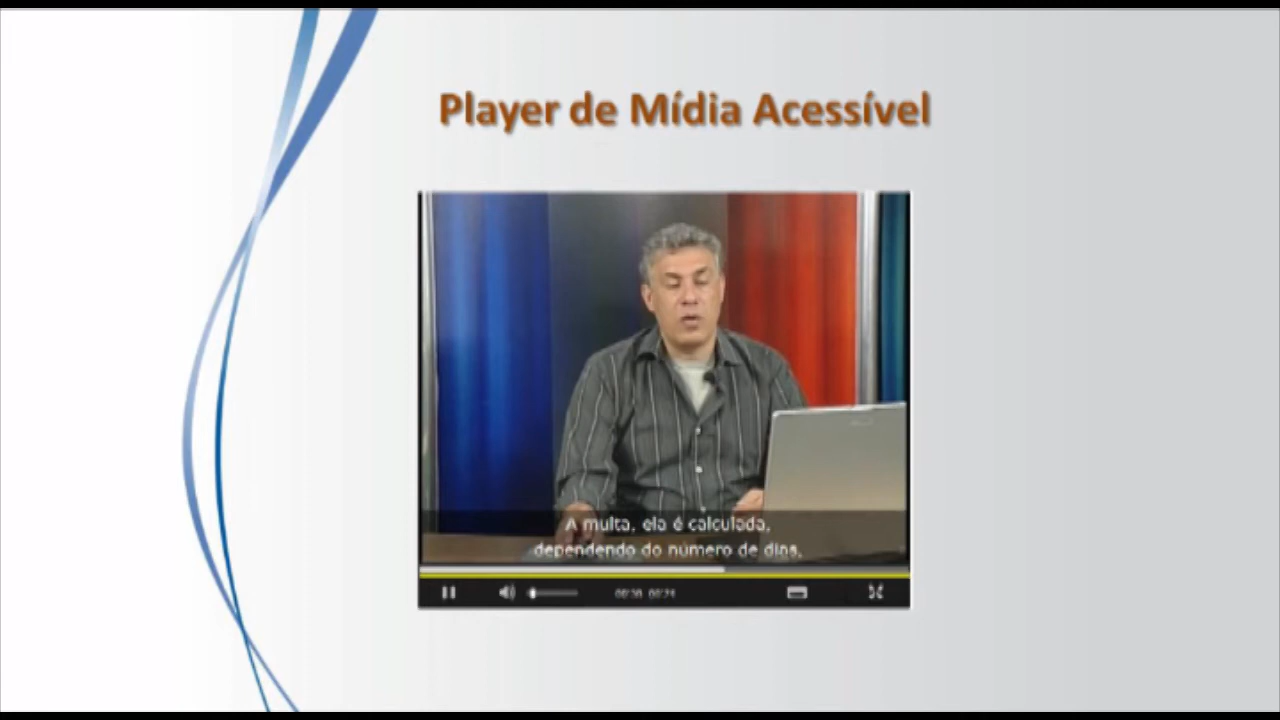 Player de Mídia Acessível
A multa, ela é calculada,
dependendo do número de dias,